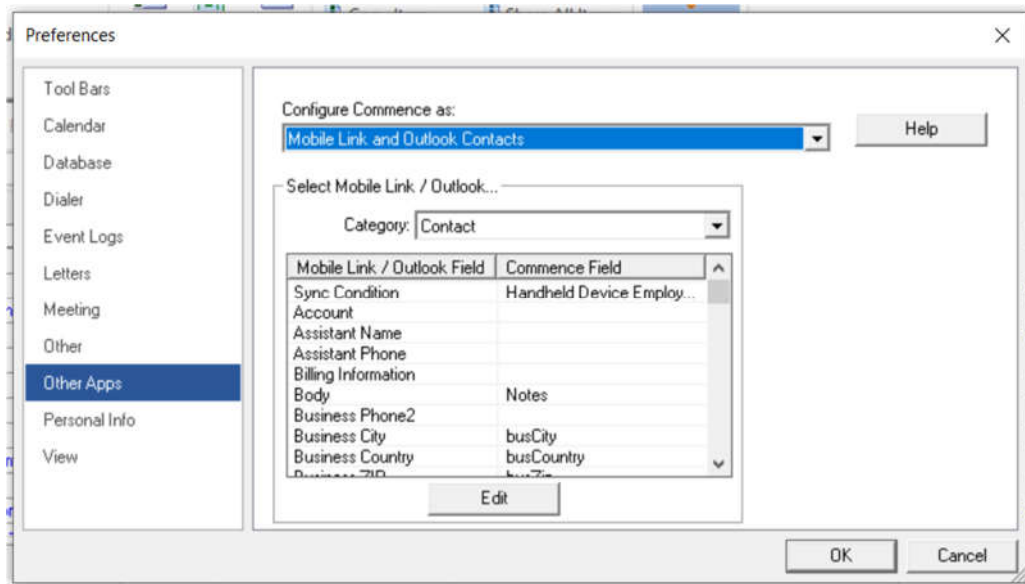 Preferences
Tool Bars
Calendar
Database
Dialer
Event Logs
Letters
Meeting
Other
Other Apps
Personal Info
View
Configure Commence as:
Mobile Link and Outlook Contacts
Help
Select Mobile Link / Outlook...
Category: Contact
Mobile Link / Outlook Field Commence Field
Sync Condition Handheld Device Employ...
Account
Assistant Name
Assistant Phone
Billing Information
Body Notes
Business Phone2
Business City busCity
Business Country busCountry
Business ZIP busZip
Edit
OK Cancel